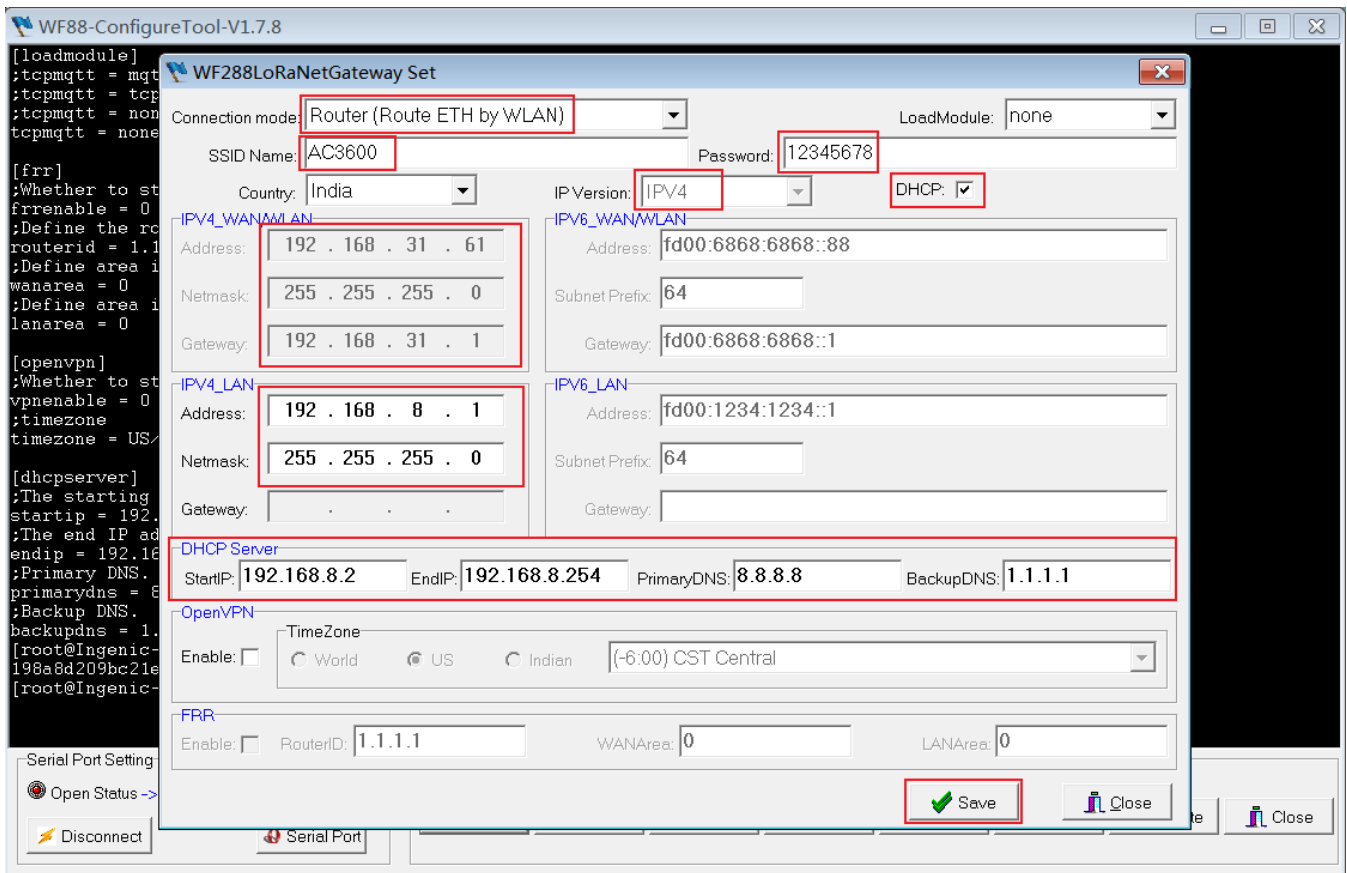 WF88-ConfigureTool-V1.7.8
[loadmodule]
;tcpmqtt = mqt
;tcpmqtt = tcp
;tcpmqtt = non
tcpmqtt = none
[frr]
;Whether to st
frrenable = 0
;Define the ro
routerid = 1.1
;Define area i
wanarea = 0
;Define area i
lanarea = 0
[openvpn]
;Whether to st
vpnenable = 0
;timezone
timezone = US/
[dhcpserver]
;The starting
startip = 192.
;The end IP ad
endip = 192.16
;Primary DNS.
primarydns = 8
;Backup DNS.
backupdns = 1.
[root@Ingenic-
198a8d209bc21e
[root@Ingenic-
WF288LoRaNetGateway Set
Connection mode: Router (Route ETH by WLAN) LoadModule: none
SSID Name: AC3600 Password: 12345678
Country: India IP Version: IPV4 DHCP:
IPV4_WAN/WLAN IPV6_WAN/WLAN
Address: 192 . 168 . 31 . 61 Address: fd00:6868:6868::88
Netmask: 255 . 255 . 255 . 0 Subnet Prefix: 64
Gateway: 192 . 168 . 31 . 1 Gateway: fd00:6868:6868::1
IPV4_LAN IPV6_LAN
Address: 192 . 168 . 8 . 1 Address: fd00:1234:1234::1
Netmask: 255 . 255 . 255 . 0 Subnet Prefix: 64
Gateway: . . . Gateway:
DHCP Server
StartIP: 192.168.8.2 EndIP: 192.168.8.254 PrimaryDNS: 8.8.8.8 BackupDNS: 1.1.1.1
OpenVPN
TimeZone
Enable: World US Indian (-6:00) CST Central
FRR
Enable: RouterID: 1.1.1.1 WANArea: 0 LANArea: 0
Save Close
Serial Port Setting
Open Status ->
Disconnect Serial Port te Close